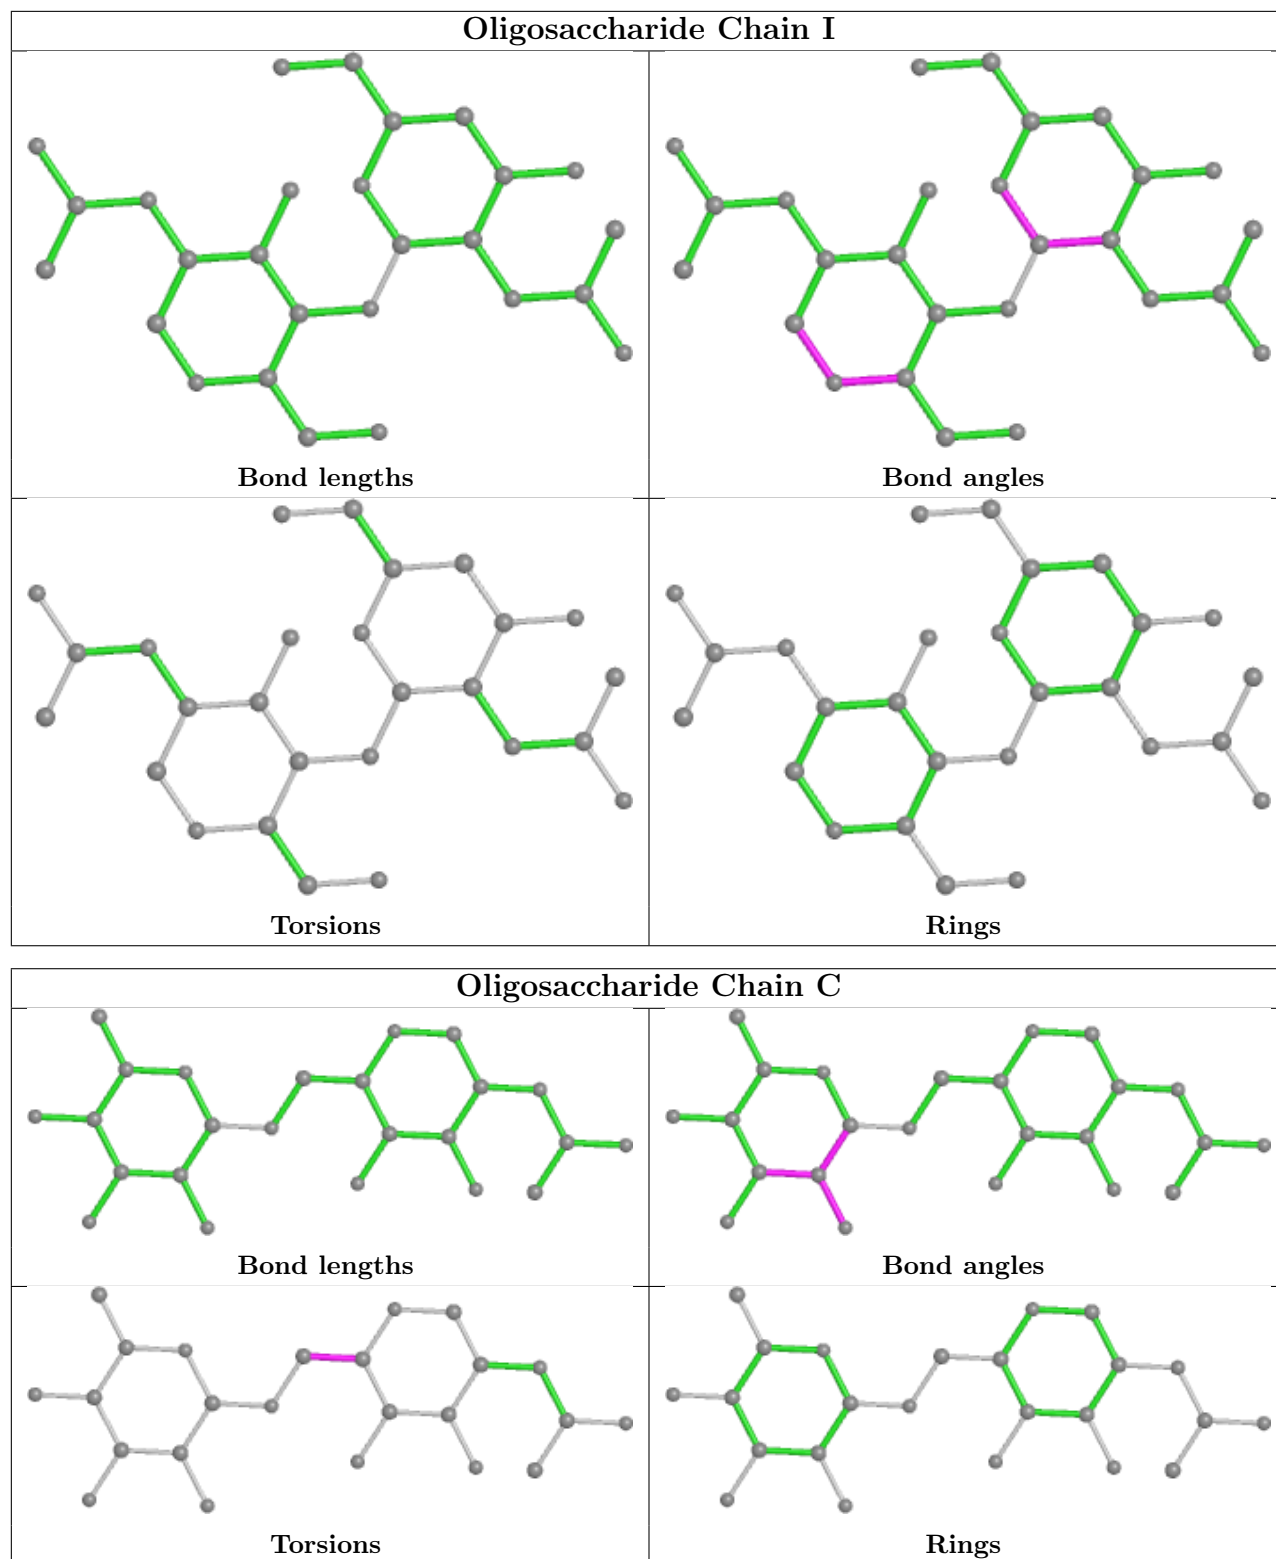 Oligosaccharide Chain I
Bond lengths
Bond angles
Torsions
Rings
Oligosaccharide Chain C
Bond lengths
Bond angles
Torsions
Rings